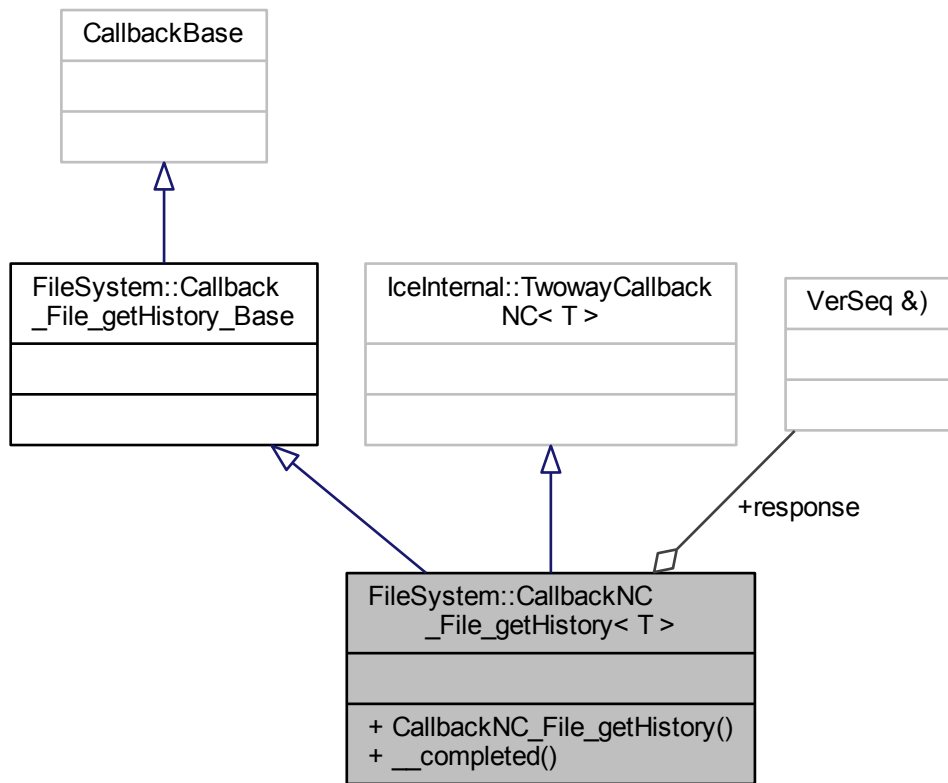 CallbackBase
FileSystem::Callback
_File_getHistory_Base
IceInternal::TwowayCallback
NC< T >
VerSeq &)
+response
FileSystem::CallbackNC
_File_getHistory< T >
+ CallbackNC_File_getHistory()
+ __completed()